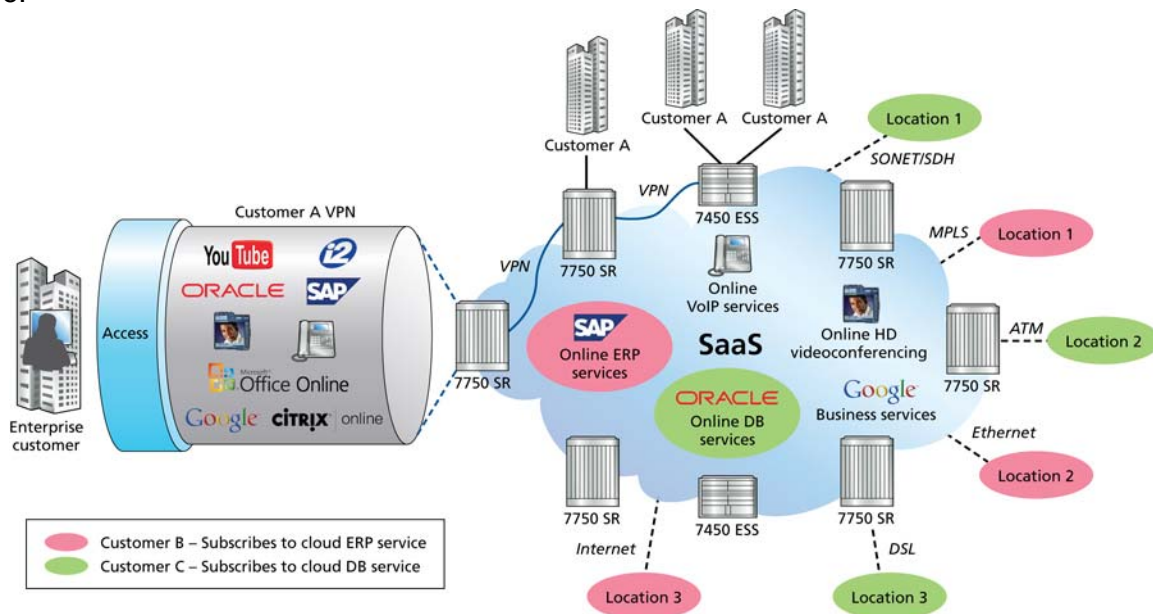 Customer A
Customer A
Customer A
Location 1
SONET/SDH
VPN
7450 ESS
7750 SR
MPLS
Location 1
Customer A VPN
YouTube
i2
ORACLE
SAP
Access
Microsoft
Office Online
Google
CITRIX online
Enterprise
customer
VPN
7750 SR
7750 SR
Online
VoIP services
SAP
Online ERP
services
SaaS
Online HD
videoconferencing
ATM
7750 SR
Location 2
ORACLE
Online DB
services
Google
Business services
Ethernet
Location 2
7750 SR
7450 ESS
7750 SR
Internet
DSL
Location 3
Location 3
Customer B – Subscribes to cloud ERP service
Customer C – Subscribes to cloud DB service